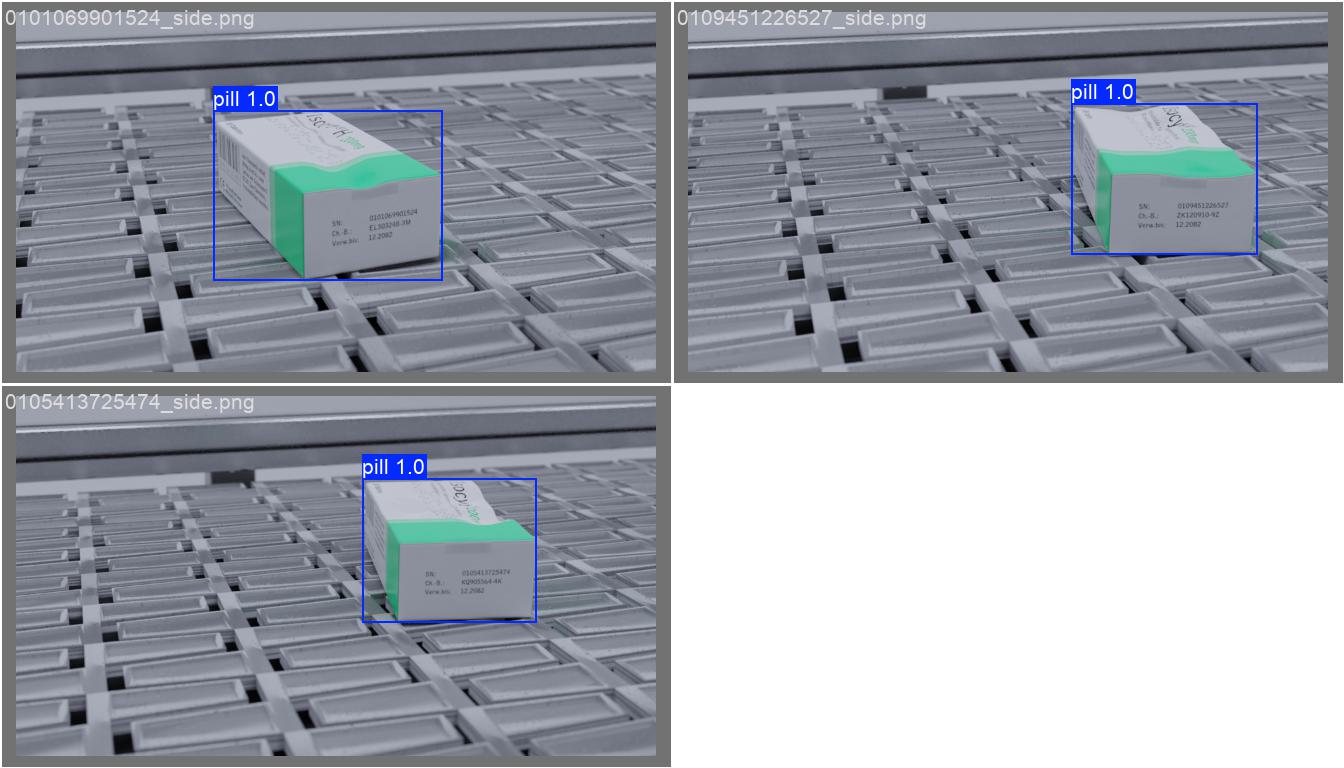 0101069901524_side.png
pill 1.0
200mg
SN: 0101069901524
Ch.-B.: EL303248-3M
Verw.bis: 12.2082
0109451226527_side.png
pill 1.0
SN: 0109451226527
Ch.-B.: ZK120910-9Z
Verw.bis: 12.2082
0105413725474_side.png
pill 1.0
SN: 0105413725474
Ch.-B.: KQ905564-4K
Verw.bis: 12.2082